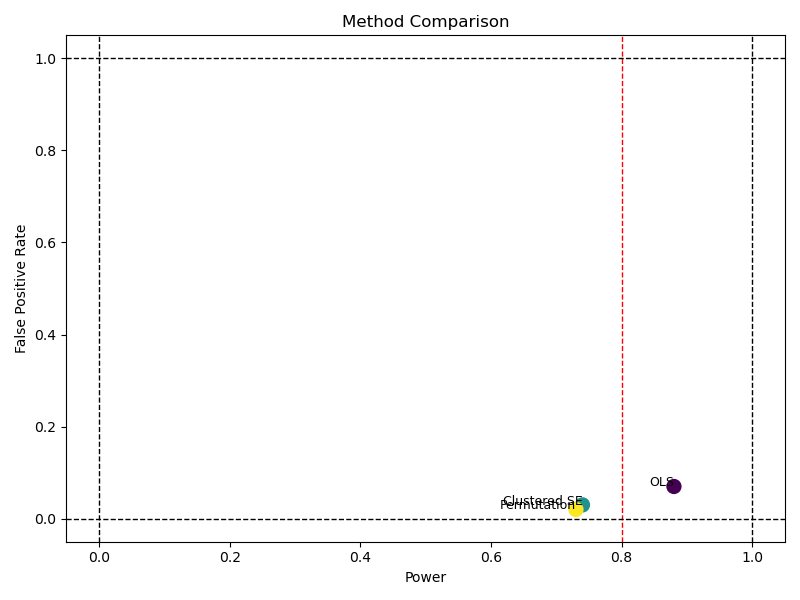 Method Comparison
False Positive Rate
1.0
0.8
0.6
0.4
0.2
0.0
OLS
Clustered SE
Permutation
0.0
0.2
0.4
0.6
0.8
1.0
Power